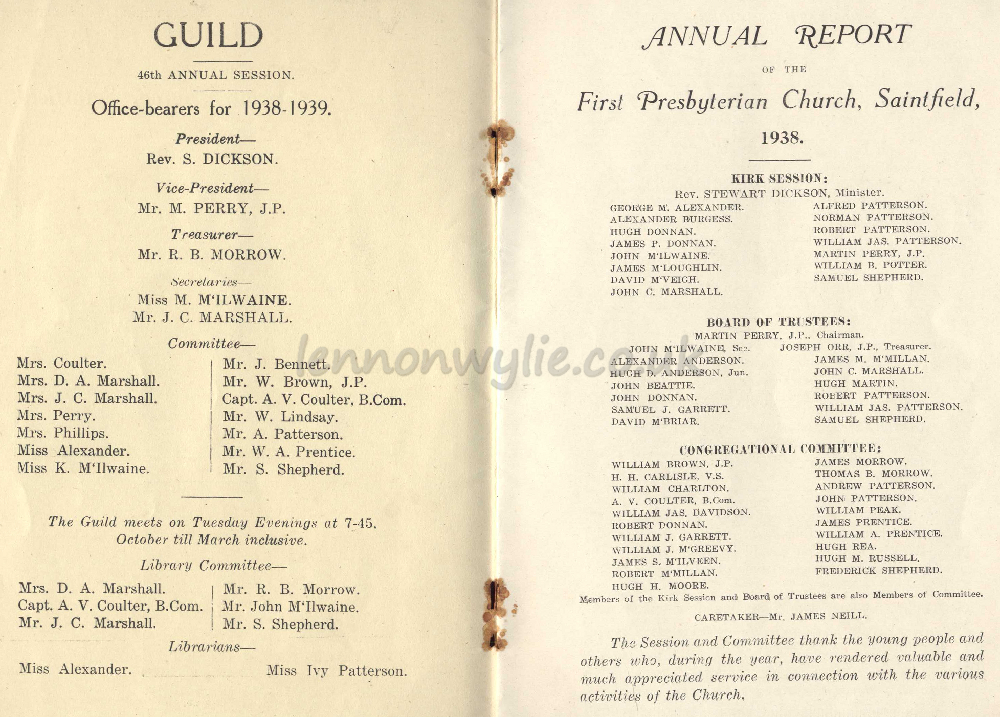 GUILD
46th ANNUAL SESSION.
Office-bearers for 1938-1939.
President—
Rev. S. DICKSON.
Vice-President—
Mr. M. PERRY, J.P.
Treasurer—
Mr. R. B. MORROW.
Secretaries—
Miss M. M'ILWAINE.
Mr. J. C. MARSHALL.
Committee—
Mrs. Coulter.
Mrs. D. A. Marshall.
Mrs. J. C. Marshall.
Mrs. Perry.
Mrs. Phillips.
Miss Alexander.
Miss K. M'Ilwaine.
Mr. J. Bennett.
Mr. W. Brown, J.P.
Capt. A. V. Coulter, B.Com.
Mr. W. Lindsay.
Mr. A. Patterson.
Mr. W. A. Prentice.
Mr. S. Shepherd.
The Guild meets on Tuesday Evenings at 7-45,
October till March inclusive.
Library Committee—
Mrs. D. A. Marshall.
Capt. A. V. Coulter, B.Com.
Mr. J. C. Marshall.
Mr. R. B. Morrow.
Mr. John M'Ilwaine.
Mr. S. Shepherd.
Librarians—
Miss Alexander. Miss Ivy Patterson.
ANNUAL REPORT
OF THE
First Presbyterian Church, Saintfield,
1938.
KIRK SESSION:
Rev. STEWART DICKSON, Minister.
GEORGE M. ALEXANDER.
ALEXANDER BURGESS.
HUGH DONNAN.
JAMES P. DONNAN.
JOHN M'ILWAINE.
JAMES M'LOUGHLIN.
DAVID M'VEIGH.
JOHN C. MARSHALL.
ALFRED PATTERSON.
NORMAN PATTERSON.
ROBERT PATTERSON.
WILLIAM JAS. PATTERSON.
MARTIN PERRY, J.P.
WILLIAM B. POTTER.
SAMUEL SHEPHERD.
BOARD OF TRUSTEES:
MARTIN PERRY, J.P., Chairman.
JOHN M'ILWAINE, Sec. JOSEPH ORR, J.P., Treasurer.
ALEXANDER ANDERSON.
HUGH D. ANDERSON, Jun.
JOHN BEATTIE.
JOHN DONNAN.
SAMUEL J. GARRETT.
DAVID M'BRIAR.
JAMES M. M'MILLAN.
JOHN C. MARSHALL.
HUGH MARTIN.
ROBERT PATTERSON.
WILLIAM JAS. PATTERSON.
SAMUEL SHEPHERD.
CONGREGATIONAL COMMITTEE:
WILLIAM BROWN, J.P.
H. H. CARLISLE, V.S.
WILLIAM CHARLTON.
A. V. COULTER, B.Com.
WILLIAM JAS. DAVIDSON.
ROBERT DONNAN.
WILLIAM J. GARRETT.
WILLIAM J. M'GREEVY.
JAMES S. M'ILVEEN.
ROBERT M'MILLAN.
HUGH H. MOORE.
JAMES MORROW.
THOMAS B. MORROW.
ANDREW PATTERSON.
JOHN PATTERSON.
WILLIAM PEAK.
JAMES PRENTICE.
WILLIAM A. PRENTICE.
HUGH REA.
HUGH M. RUSSELL.
FREDERICK SHEPHERD.
Members of the Kirk Session and Board of Trustees are also Members of Committee.
CARETAKER—Mr. JAMES NEILL.
The Session and Committee thank the young people and
others who, during the year, have rendered valuable and
much appreciated service in connection with the various
activities of the Church.
lennonwylie.co.uk